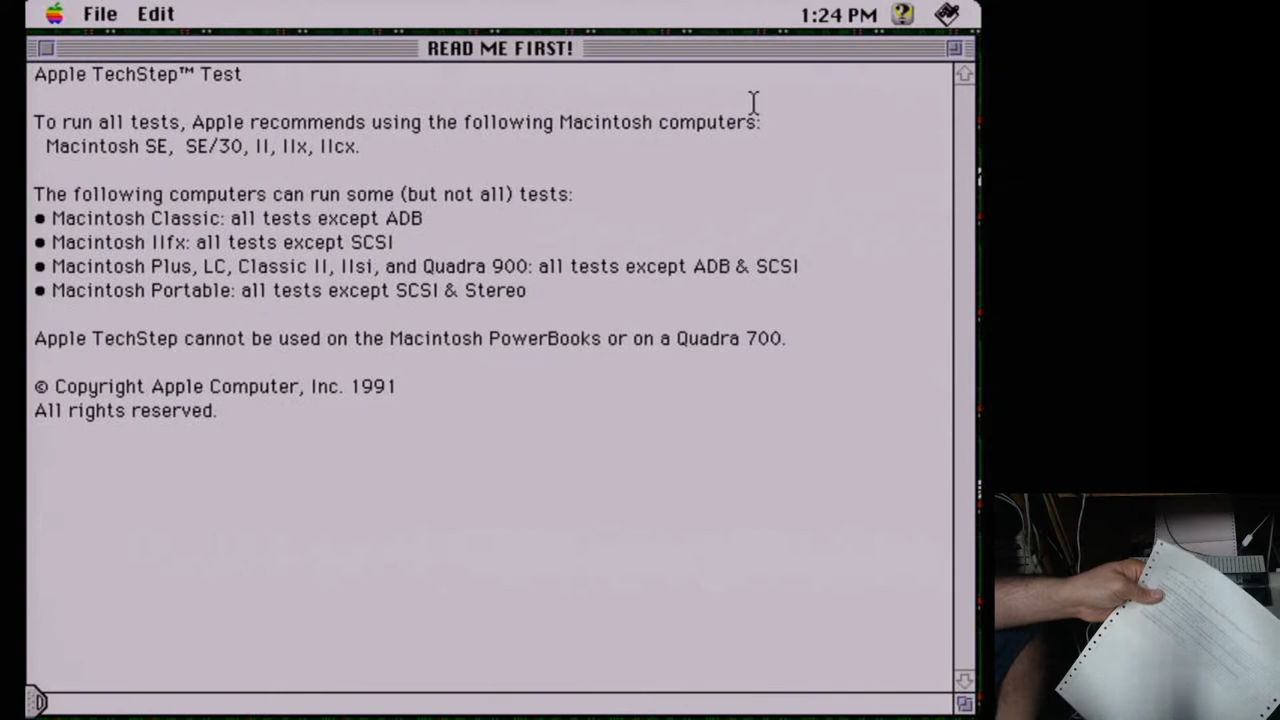 File Edit 1:24 PM
READ ME FIRST!
Apple TechStep™ Test
To run all tests, Apple recommends using the following Macintosh computers:
Macintosh SE, SE/30, II, IIx, IIcx.
The following computers can run some (but not all) tests:
• Macintosh Classic: all tests except ADB
• Macintosh IIfx: all tests except SCSI
• Macintosh Plus, LC, Classic II, IIsi, and Quadra 900: all tests except ADB & SCSI
• Macintosh Portable: all tests except SCSI & Stereo
Apple TechStep cannot be used on the Macintosh PowerBooks or on a Quadra 700.
© Copyright Apple Computer, Inc. 1991
All rights reserved.